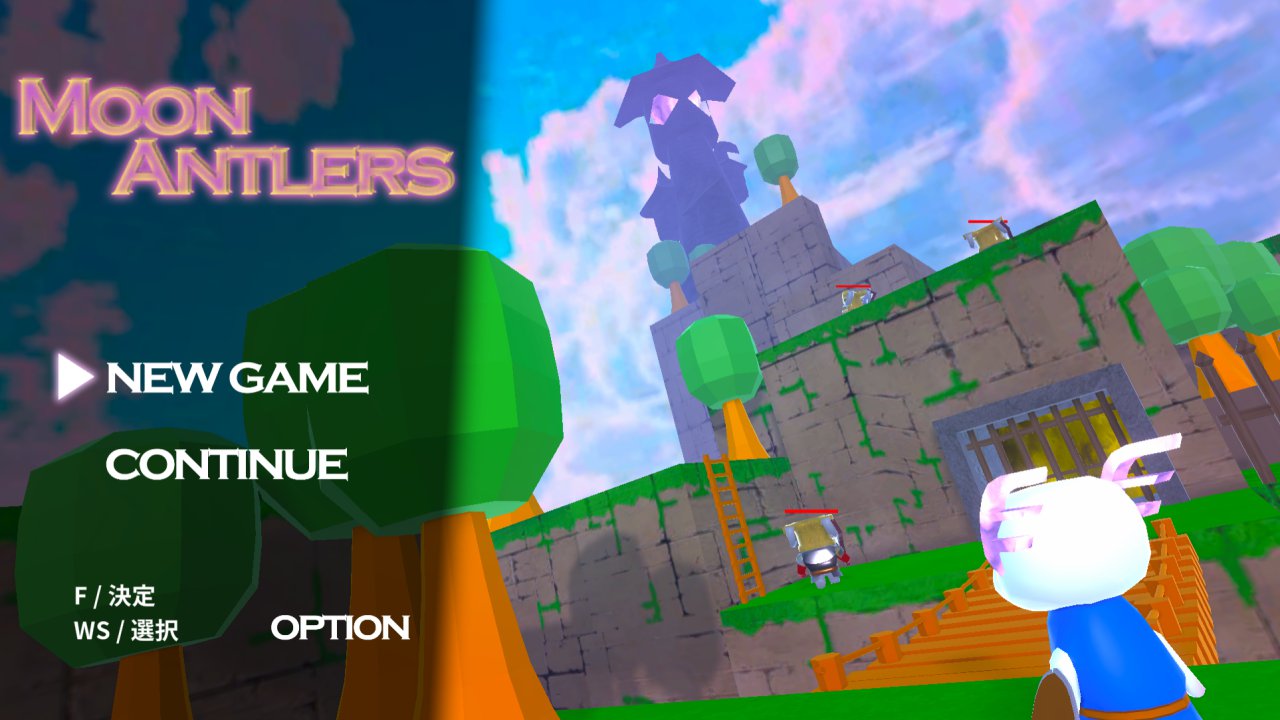 MOON
ANTLERS
NEW GAME
CONTINUE
F / 決定
WS / 選択
OPTION